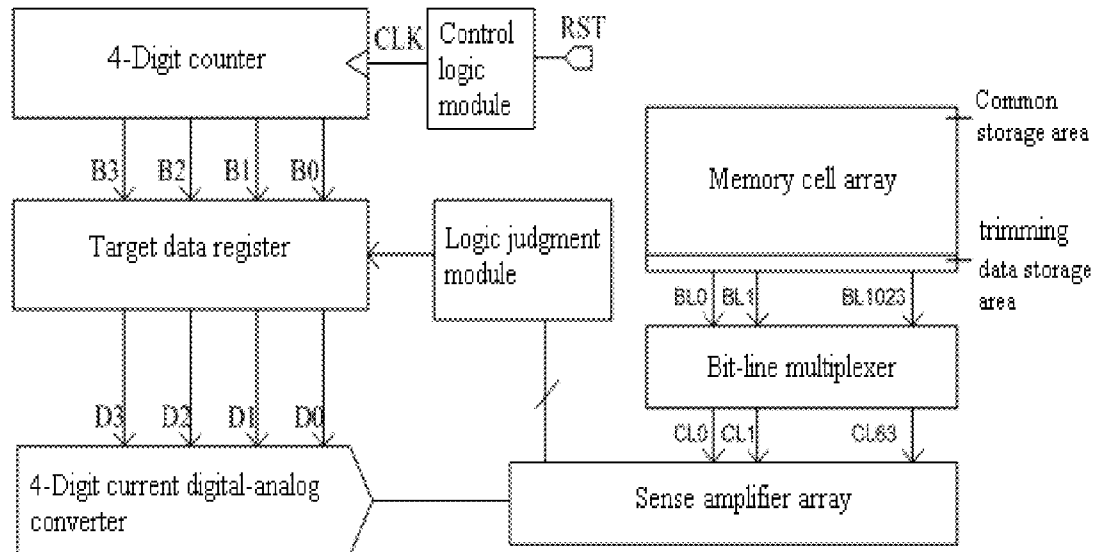 4-Digit counter
CLK
Control
logic
module
RST
Common
storage area
B3 B2 B1 B0
Memory cell array
Target data register
Logic judgment
module
trimming
data storage
area
BL0 BL1 BL1023
Bit-line multiplexer
D3 D2 D1 D0
CL0 CL1 CL63
4-Digit current digital-analog
converter
Sense amplifier array